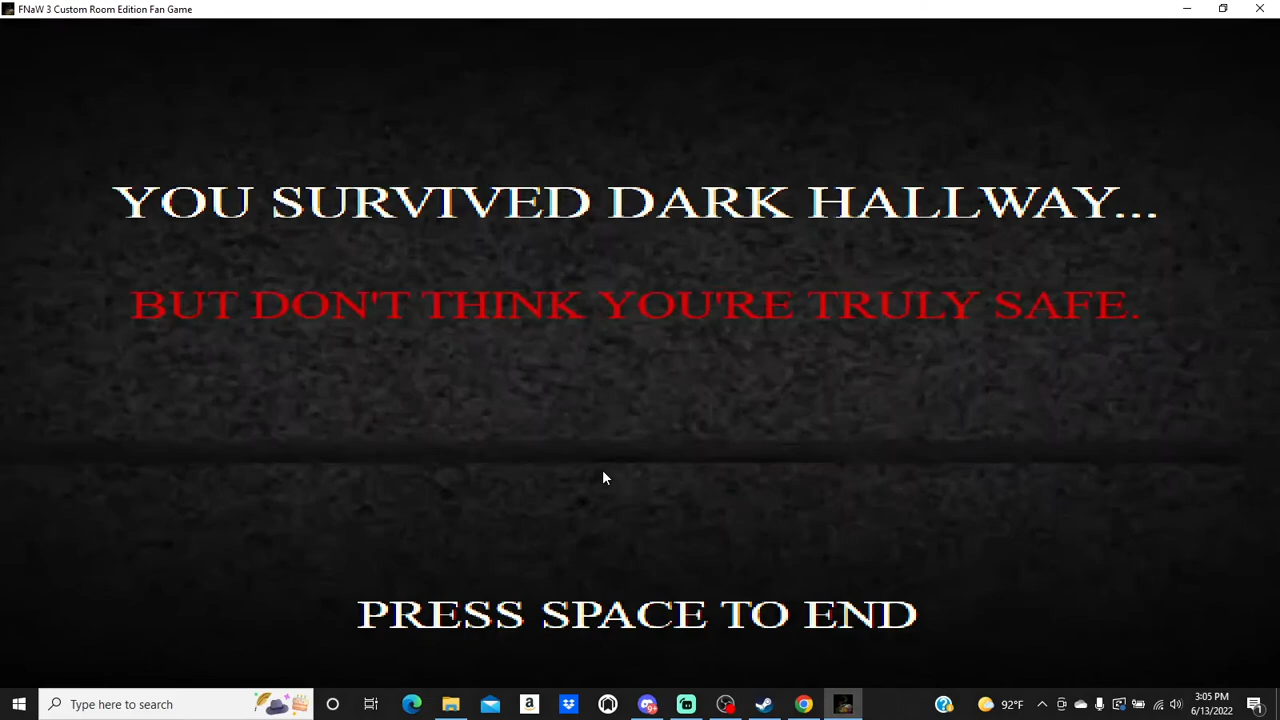 FNaW 3 Custom Room Edition Fan Game
YOU SURVIVED DARK HALLWAY...
BUT DON'T THINK YOU'RE TRULY SAFE.
PRESS SPACE TO END
Type here to search
92°F
3:05 PM
6/13/2022